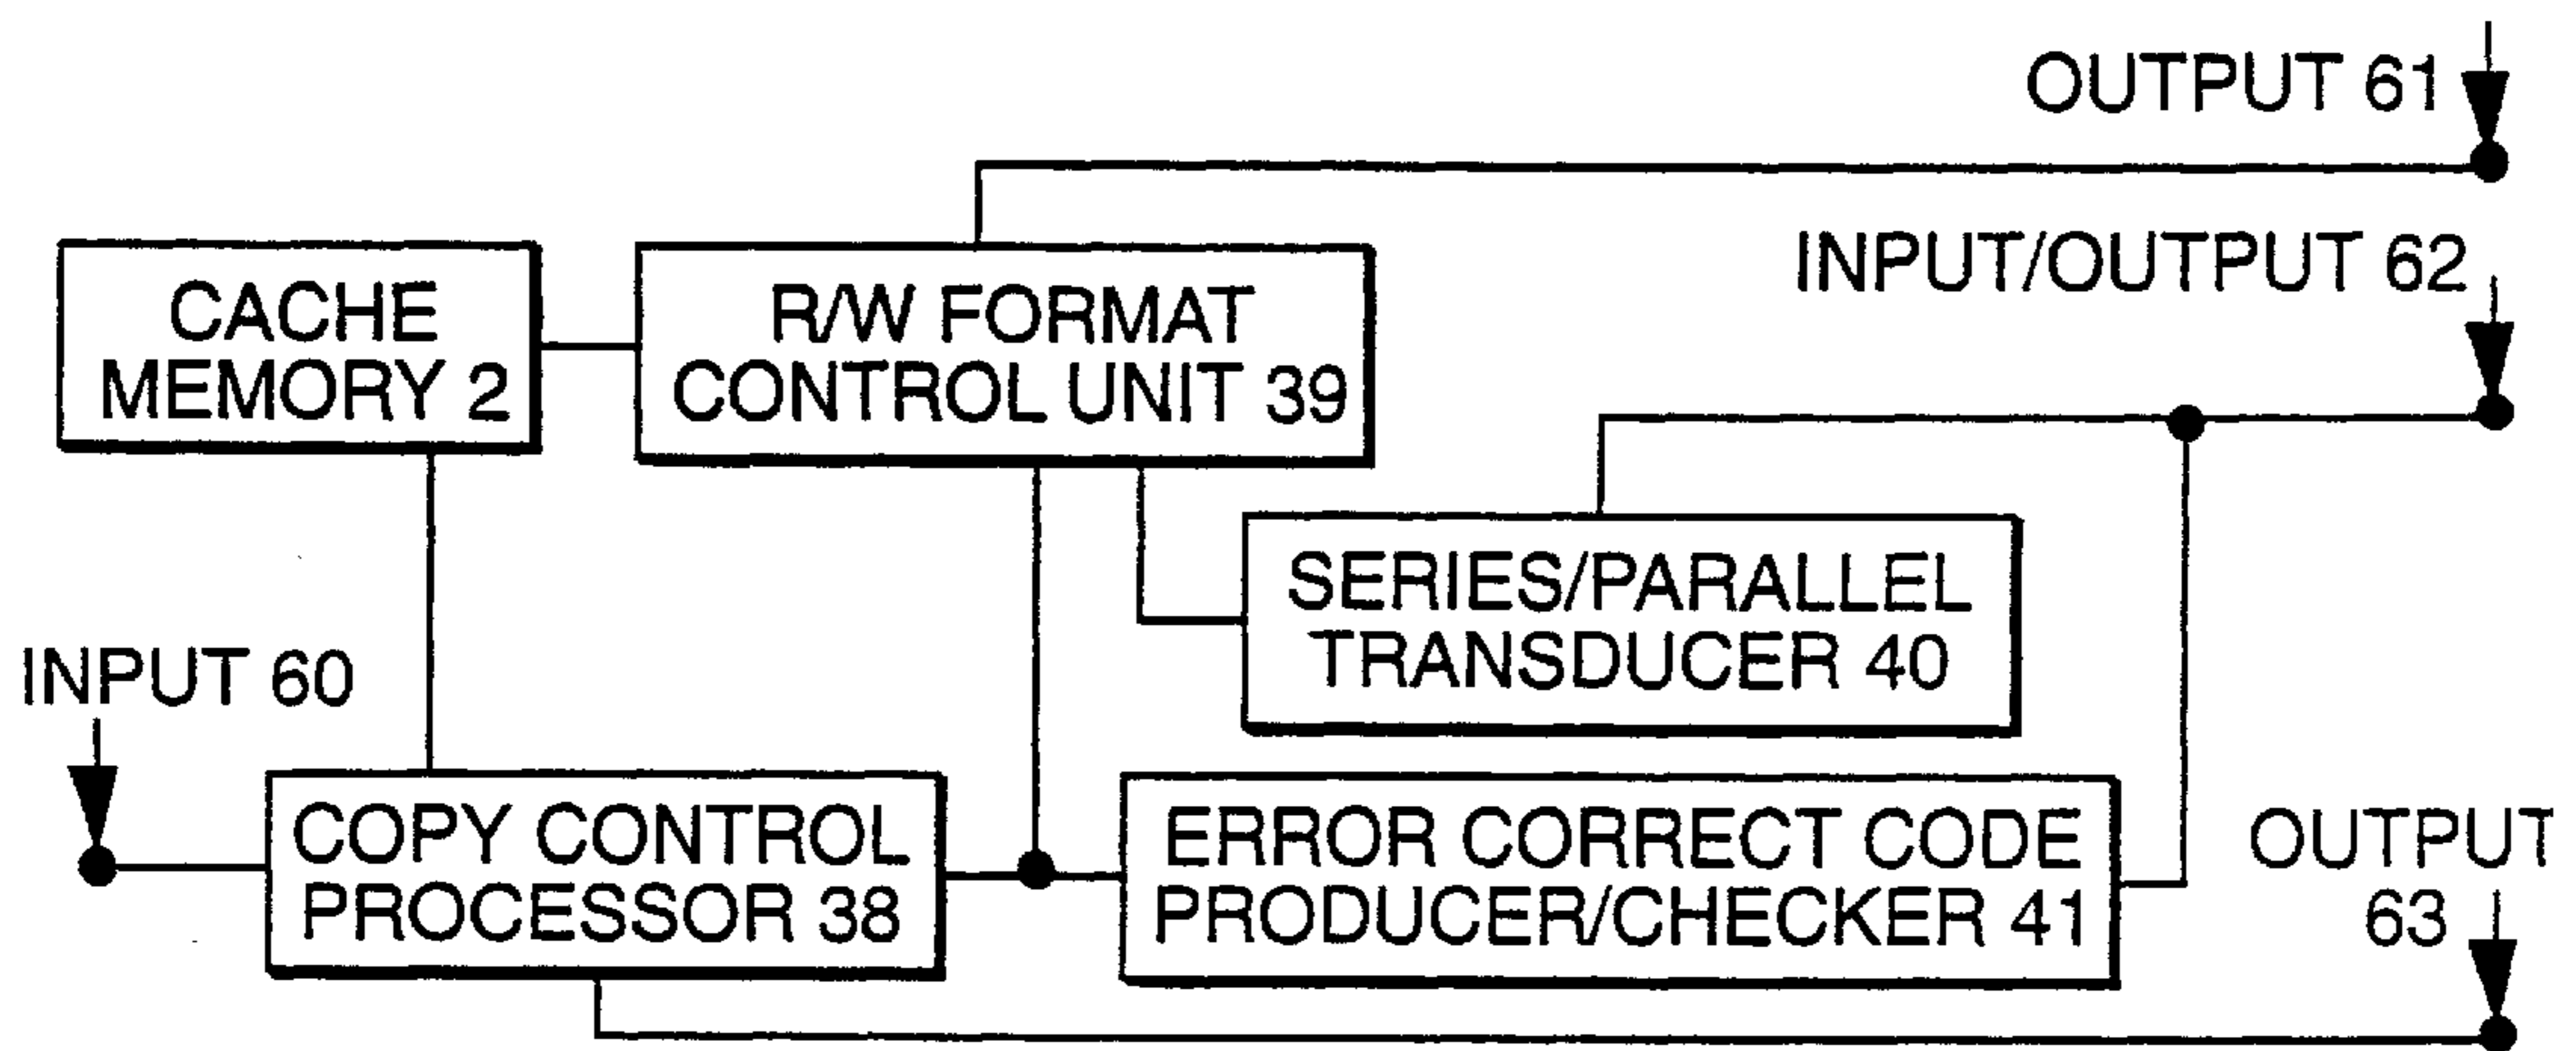 OUTPUT 61
INPUT/OUTPUT 62
CACHE
MEMORY 2
R/W FORMAT
CONTROL UNIT 39
SERIES/PARALLEL
TRANSDUCER 40
INPUT 60
COPY CONTROL
PROCESSOR 38
ERROR CORRECT CODE
PRODUCER/CHECKER 41
OUTPUT
63